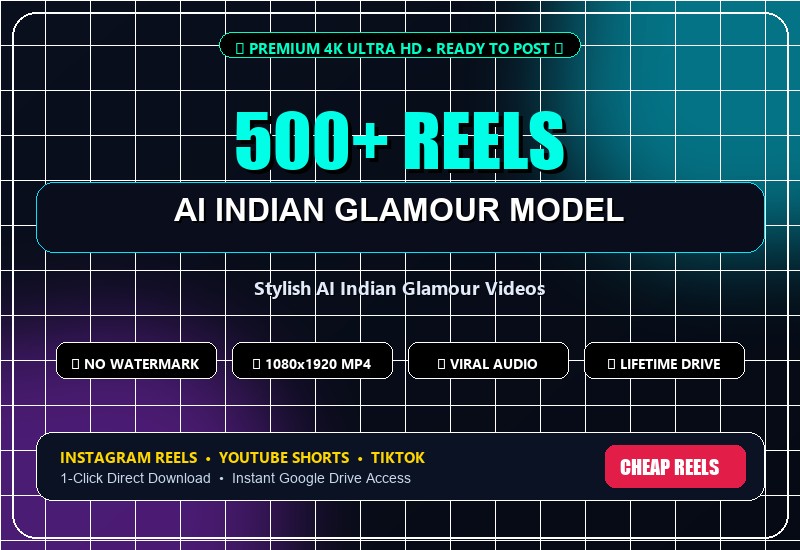 PREMIUM 4K ULTRA HD • READY TO POST
500+ REELS
AI INDIAN GLAMOUR MODEL
Stylish AI Indian Glamour Videos
NO WATERMARK
1080x1920 MP4
VIRAL AUDIO
LIFETIME DRIVE
INSTAGRAM REELS • YOUTUBE SHORTS • TIKTOK
1-Click Direct Download • Instant Google Drive Access
CHEAP REELS